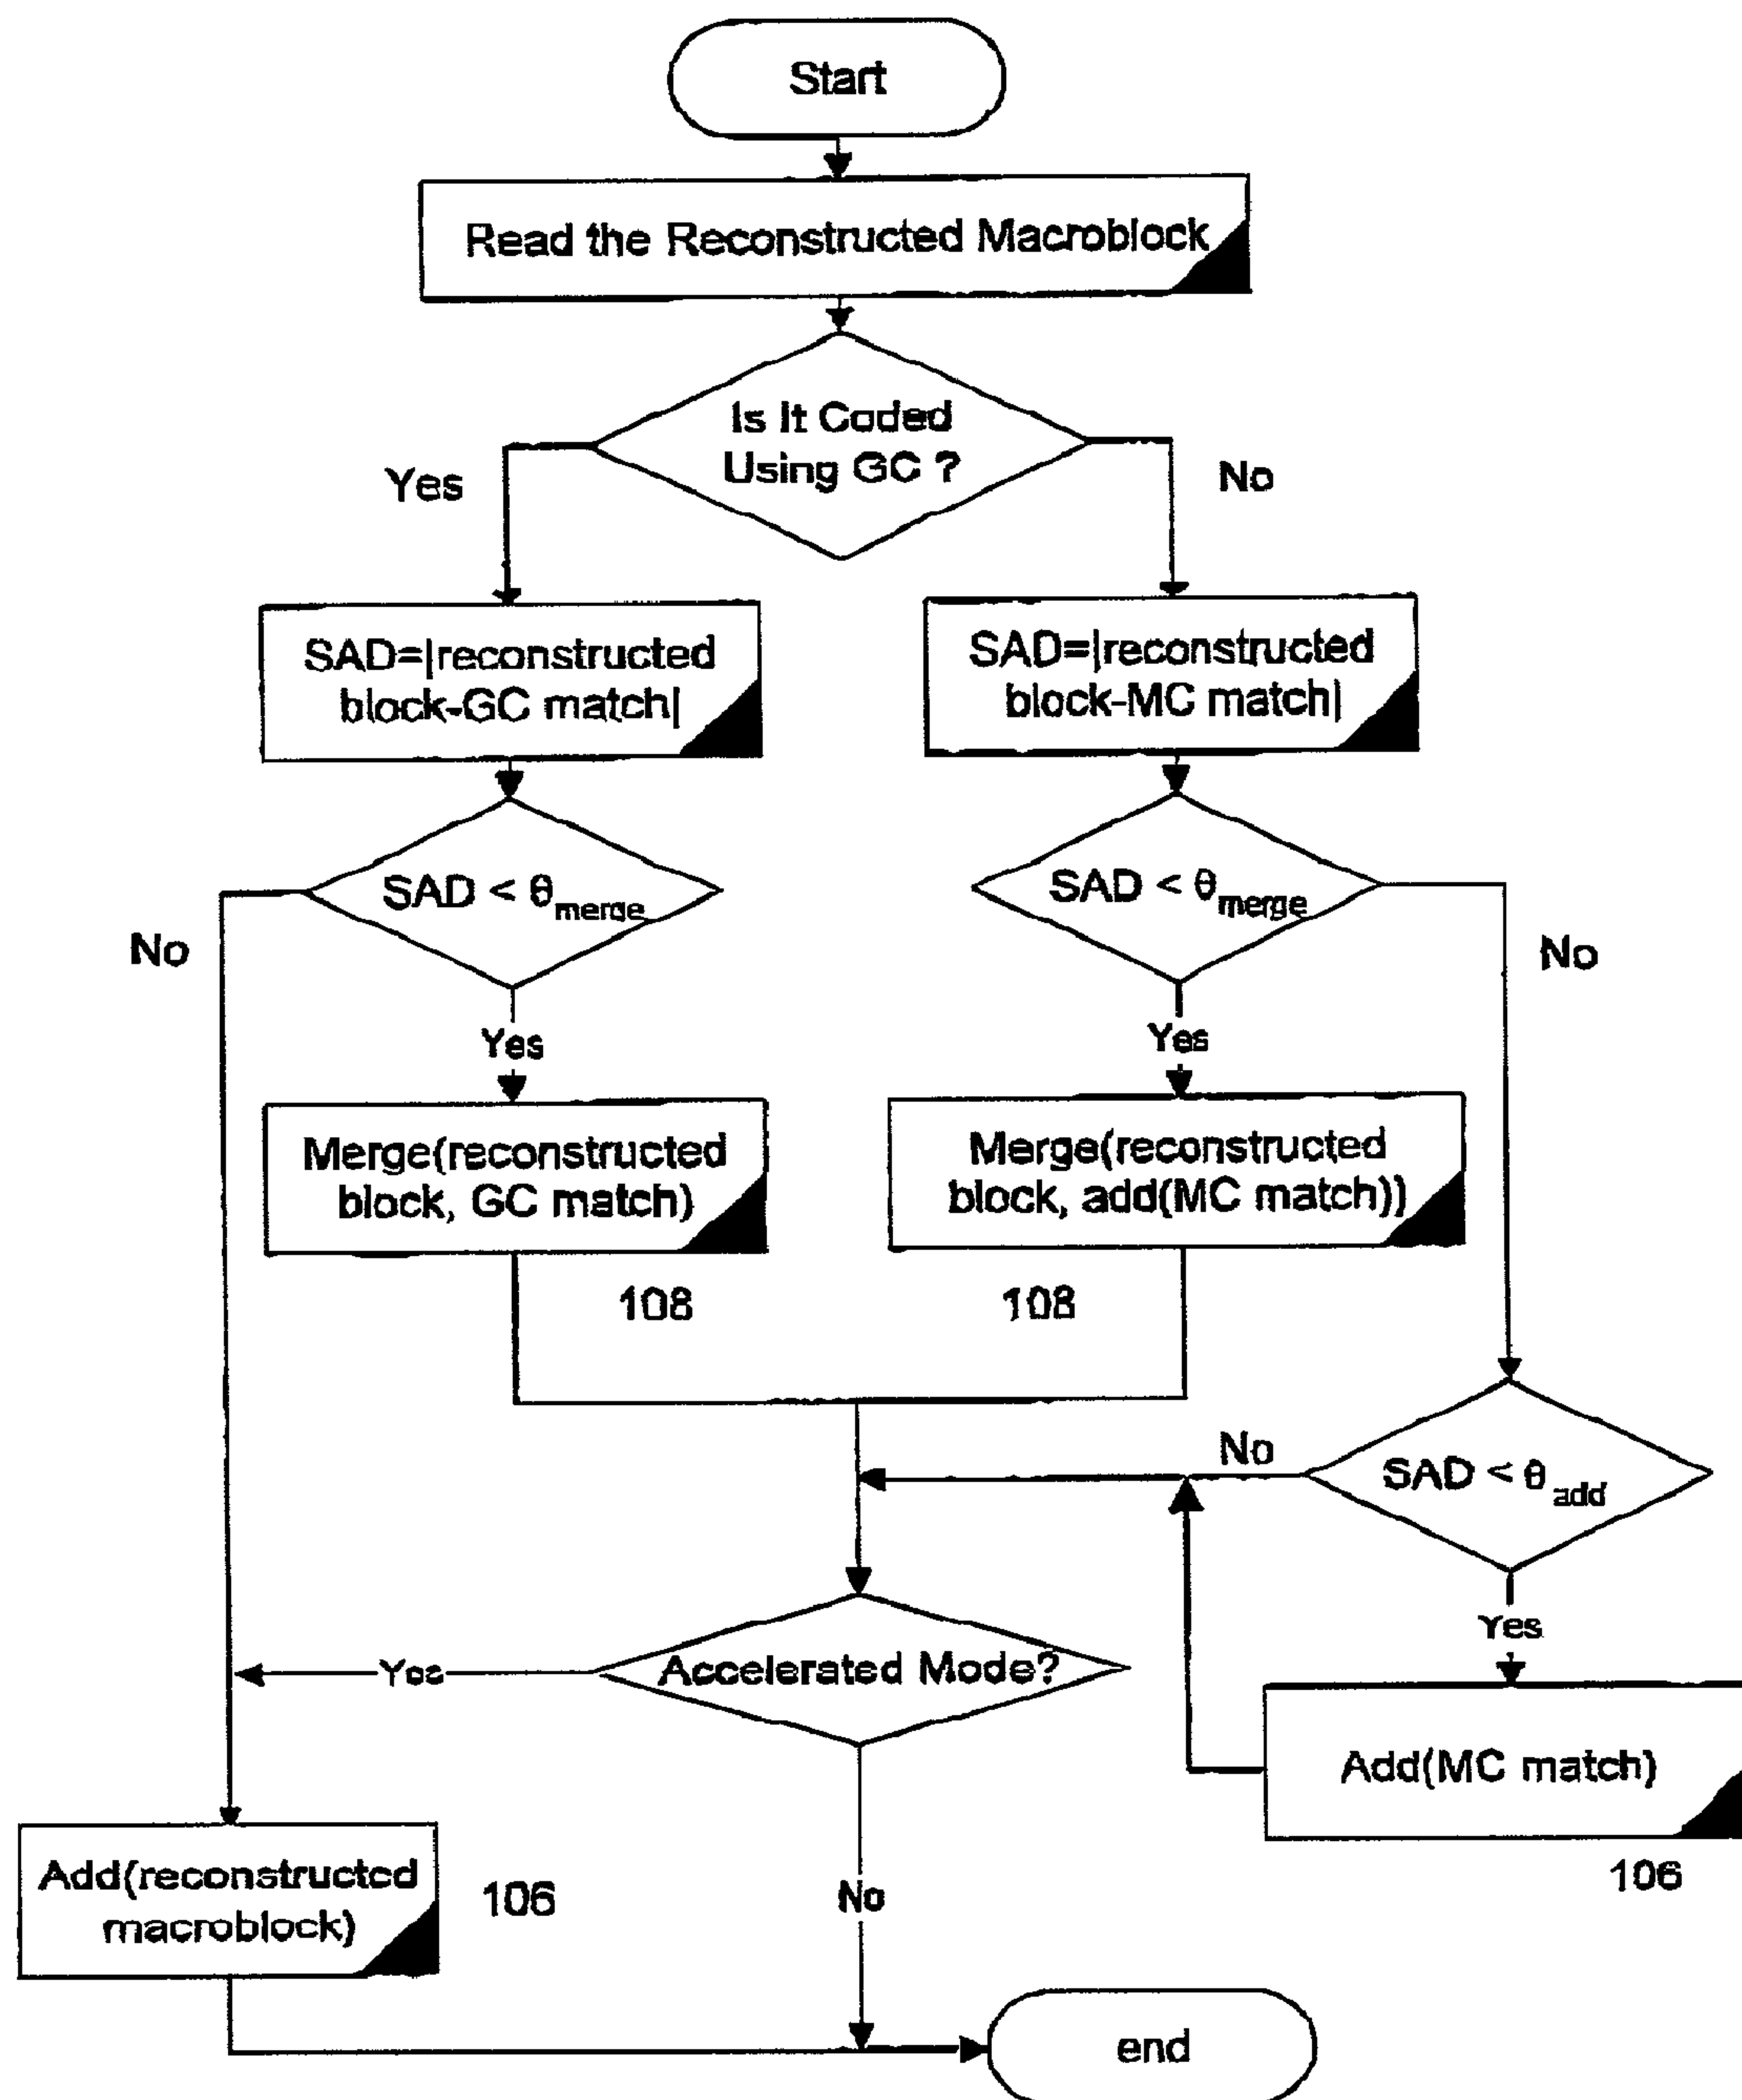 Start
Read the Reconstructed Macroblock
Is It Coded
Using GC ?
Yes
No
SAD=|reconstructed
block-GC match|
SAD=|reconstructed
block-MC match|
SAD < θmerge
SAD < θmerge
No
No
Yes
Yes
Merge(reconstructed
block, GC match)
Merge(reconstructed
block, add(MC match))
108
108
No
SAD < θadd
Yes
Yes
Accelerated Mode?
Add(MC match)
106
Add(reconstructed
macroblock)
106
No
end